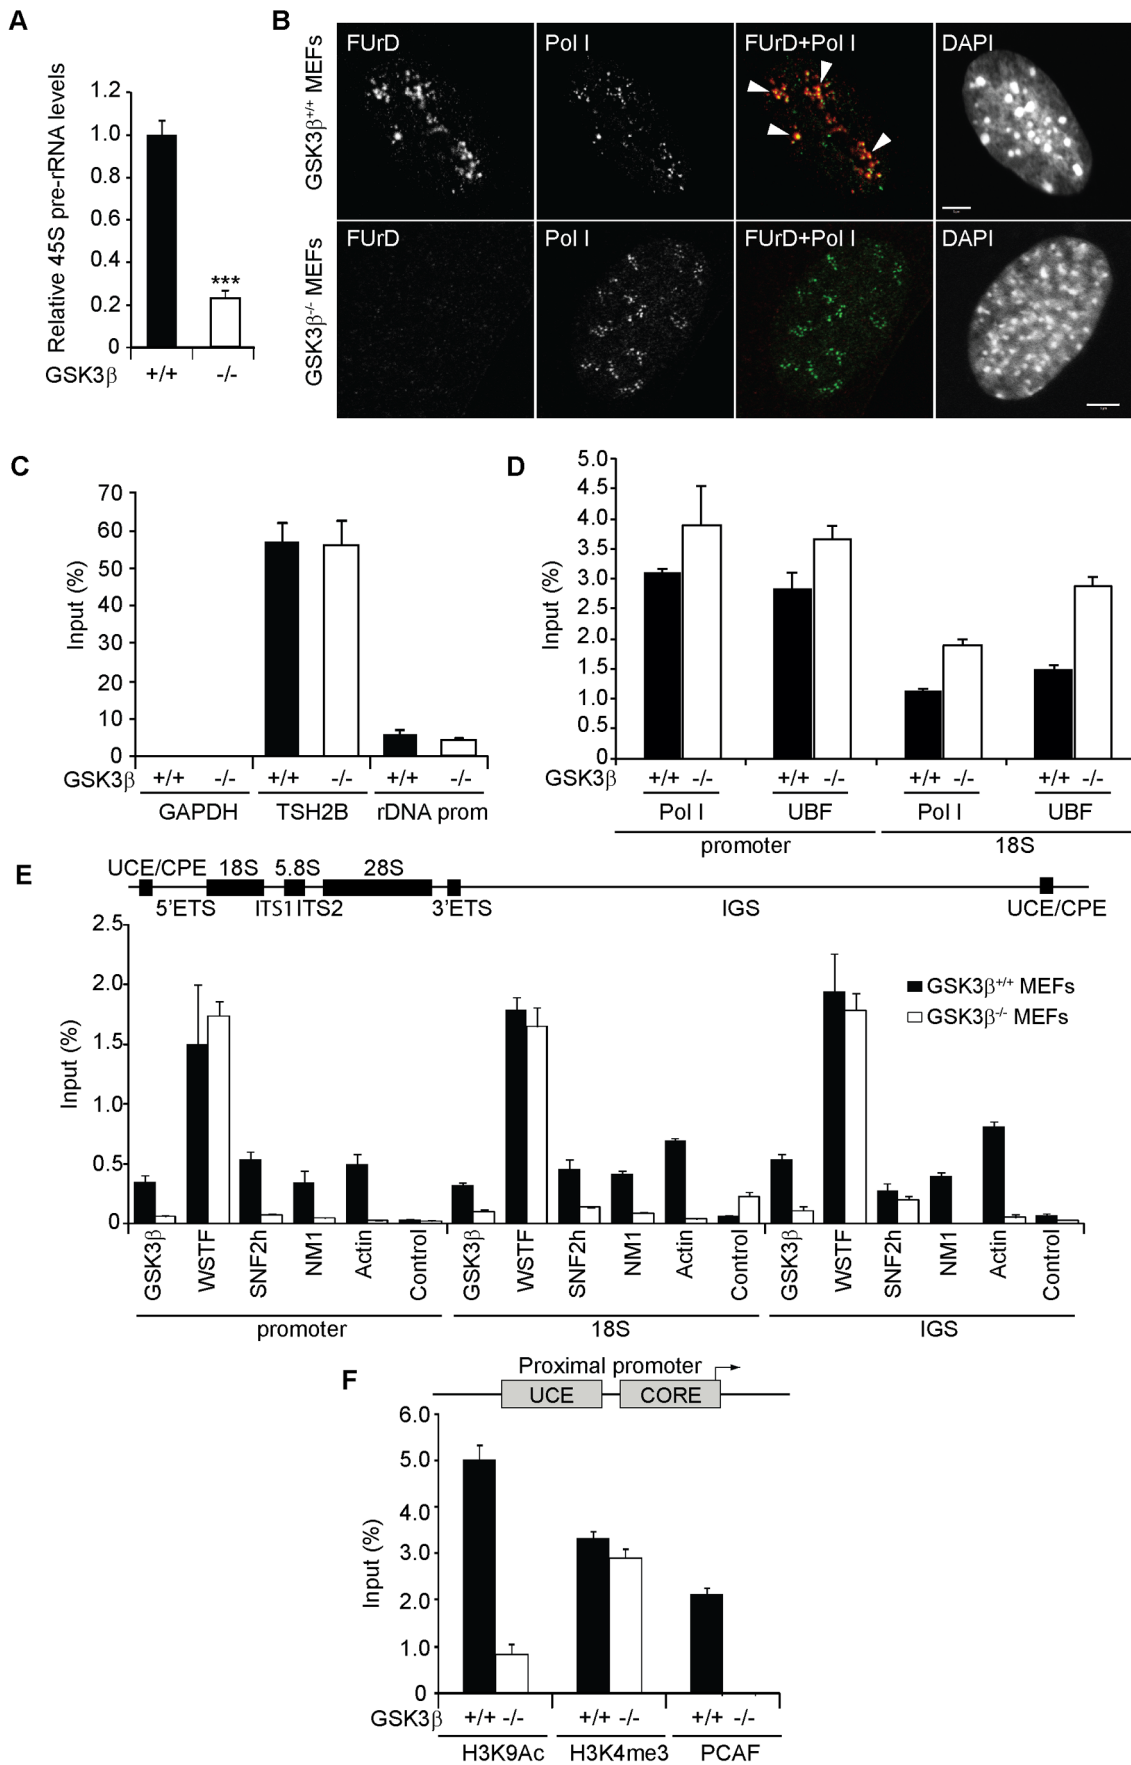 A
Relative 45S pre-rRNA levels
1.2
1.0
0.8
0.6
0.4
0.2
0
***
GSK3β +/+ -/-
B
GSK3β+/+ MEFs
FUrD Pol I FUrD+Pol I DAPI
GSK3β-/- MEFs
FUrD Pol I FUrD+Pol I DAPI
C
Input (%)
70
60
50
40
30
20
10
0
GSK3β +/+ -/- +/+ -/- +/+ -/-
GAPDH TSH2B rDNA prom
D
Input (%)
5.0
4.5
4.0
3.5
3.0
2.5
2.0
1.5
1.0
0.5
0
GSK3β +/+ -/- +/+ -/- +/+ -/- +/+ -/-
Pol I UBF Pol I UBF
promoter 18S
E
UCE/CPE 18S 5.8S 28S
5'ETS ITS1 ITS2 3'ETS IGS UCE/CPE
Input (%)
2.5
2.0
1.5
1.0
0.5
0
GSK3β+/+ MEFs
GSK3β-/- MEFs
GSK3β WSTF SNF2h NM1 Actin Control GSK3β WSTF SNF2h NM1 Actin Control GSK3β WSTF SNF2h NM1 Actin Control
promoter 18S IGS
F
Proximal promoter
UCE CORE
Input (%)
6.0
5.0
4.0
3.0
2.0
1.0
0
GSK3β +/+ -/- +/+ -/- +/+ -/-
H3K9Ac H3K4me3 PCAF